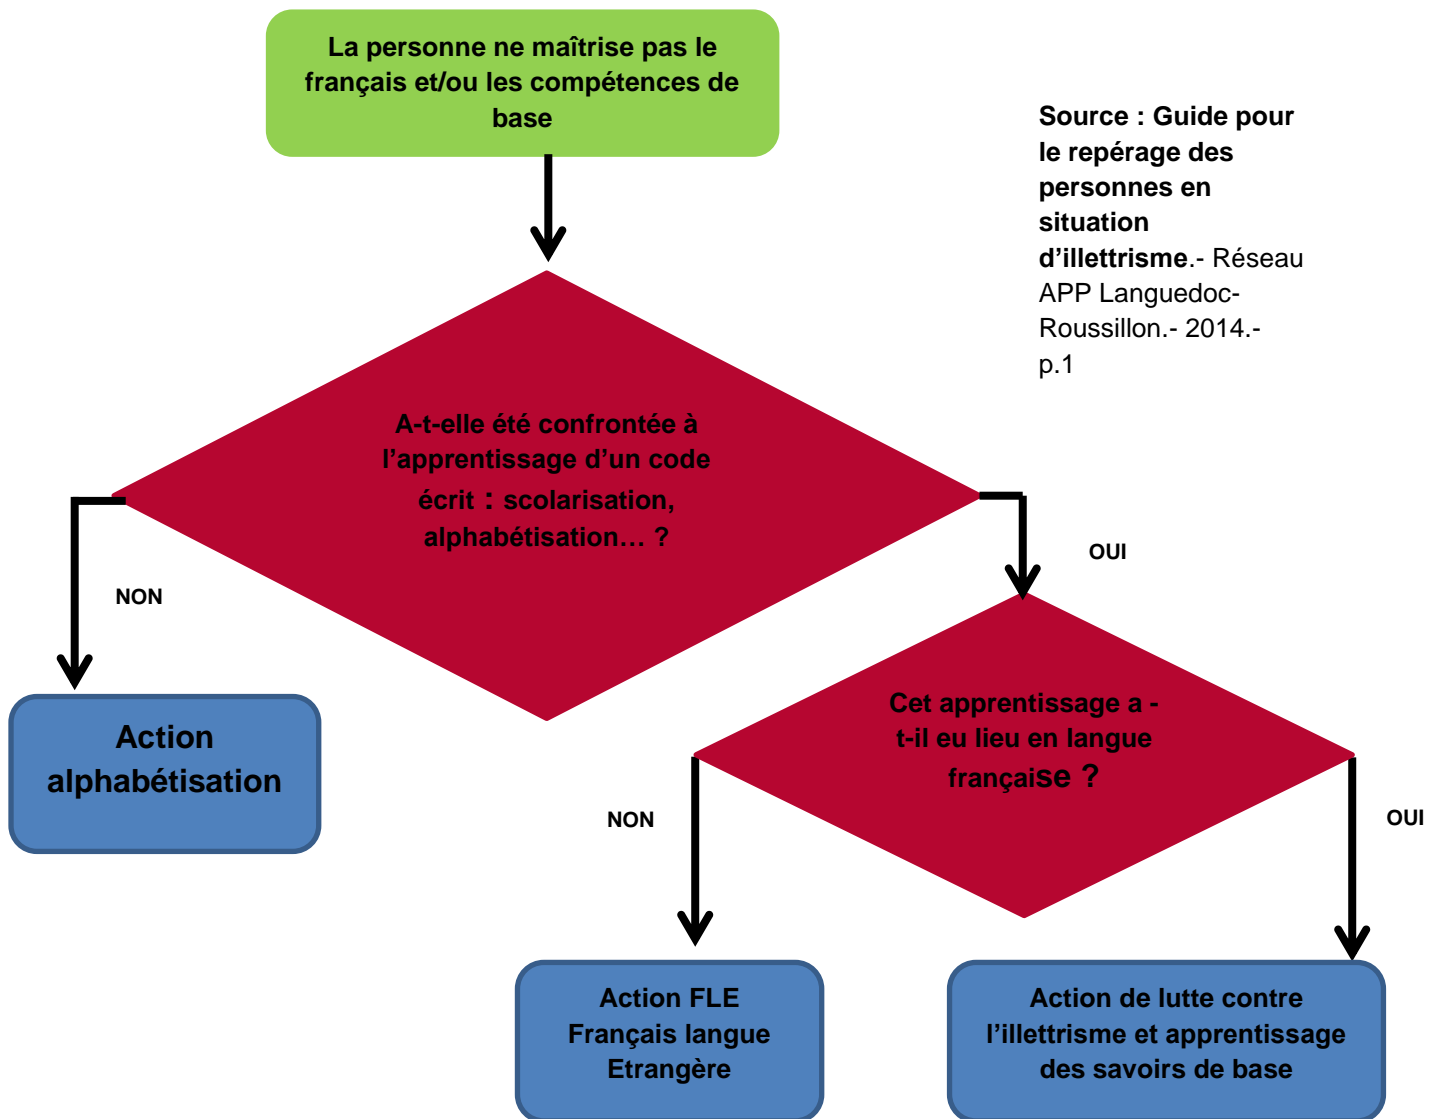 La personne ne maîtrise pas le
français et/ou les compétences de
base
Source : Guide pour
le repérage des
personnes en
situation
d’illettrisme.- Réseau
APP Languedoc-
Roussillon.- 2014.-
p.1
A-t-elle été confrontée à
l’apprentissage d’un code
écrit : scolarisation,
alphabétisation… ?
NON
OUI
Action
alphabétisation
Cet apprentissage a -
t-il eu lieu en langue
française ?
NON
OUI
Action FLE
Français langue
Etrangère
Action de lutte contre
l’illettrisme et apprentissage
des savoirs de base